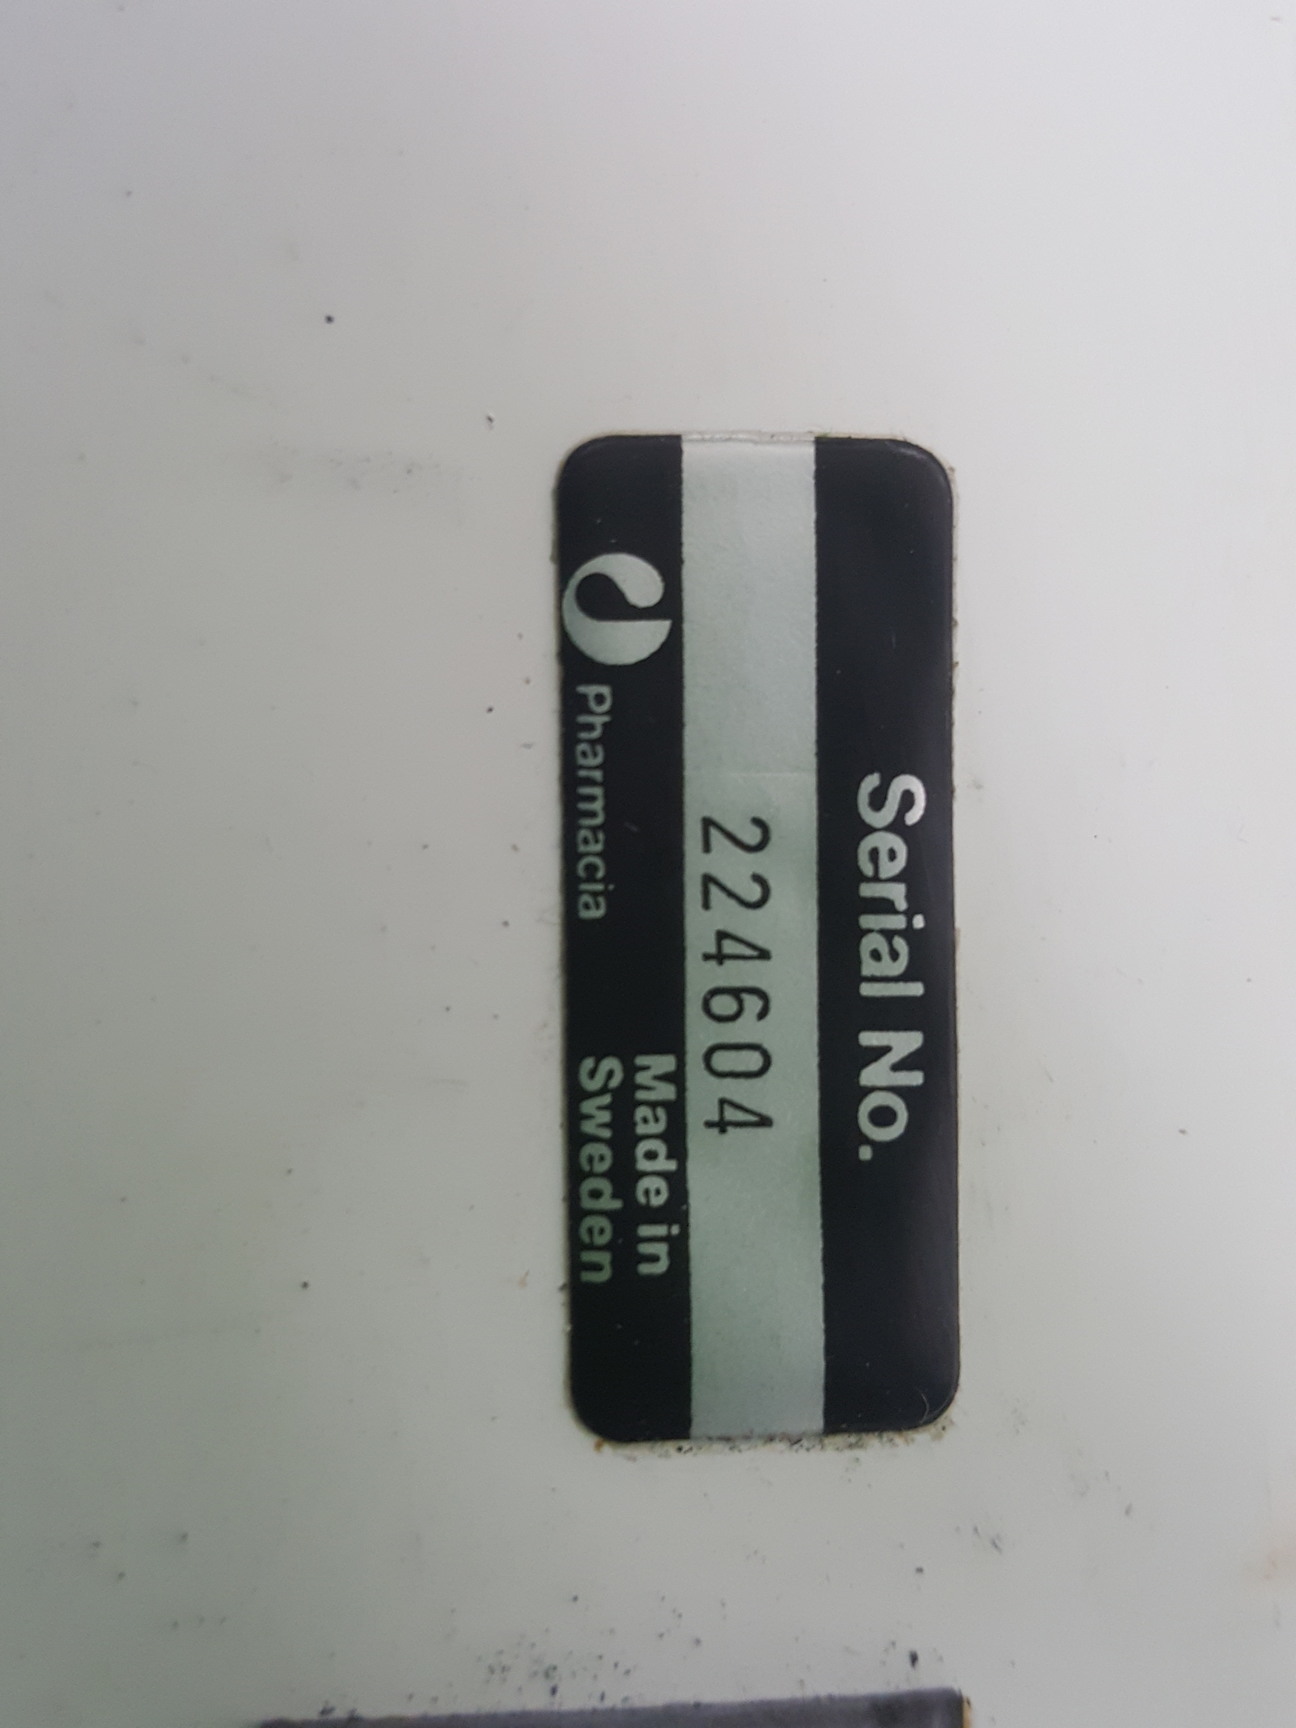 Serial No.
224604
Pharmacia
Made in
Sweden